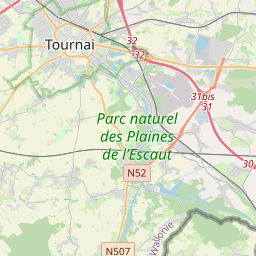 Tournai
32
32
31bis
31
Parc naturel
des Plaines
de l'Escaut
30
N52
N507
Wallonie